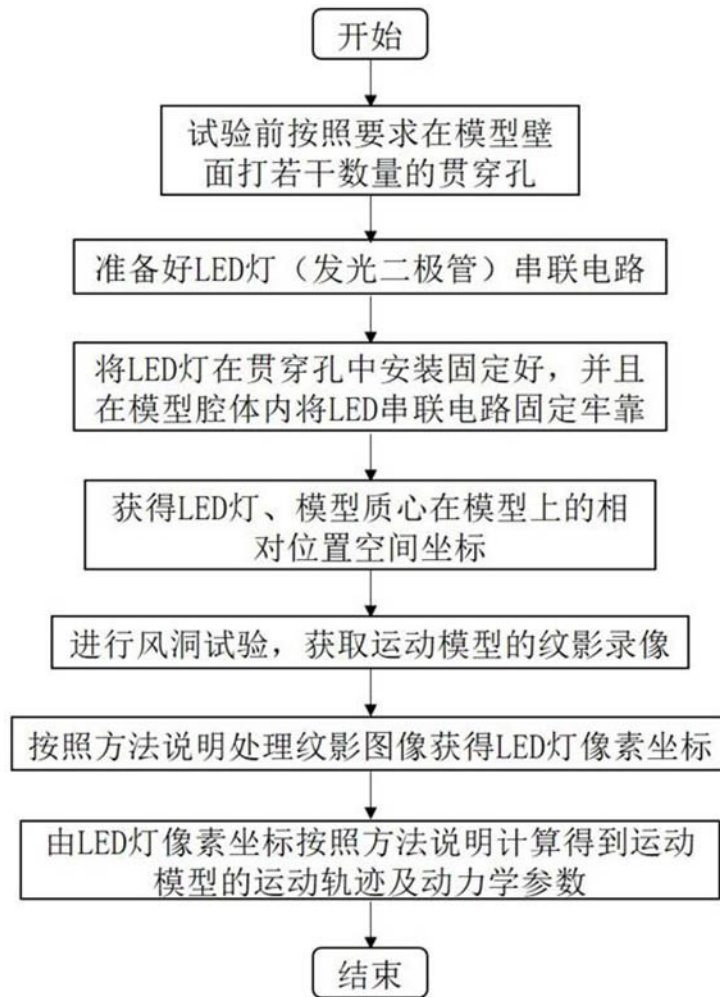 开始
试验前按照要求在模型壁
面打若干数量的贯穿孔
准备好LED灯（发光二极管）串联电路
将LED灯在贯穿孔中安装固定好，并且
在模型腔体内将LED串联电路固定牢靠
获得LED灯、模型质心在模型上的相
对位置空间坐标
进行风洞试验，获取运动模型的纹影录像
按照方法说明处理纹影图像获得LED灯像素坐标
由LED灯像素坐标按照方法说明计算得到运动
模型的运动轨迹及动力学参数
结束